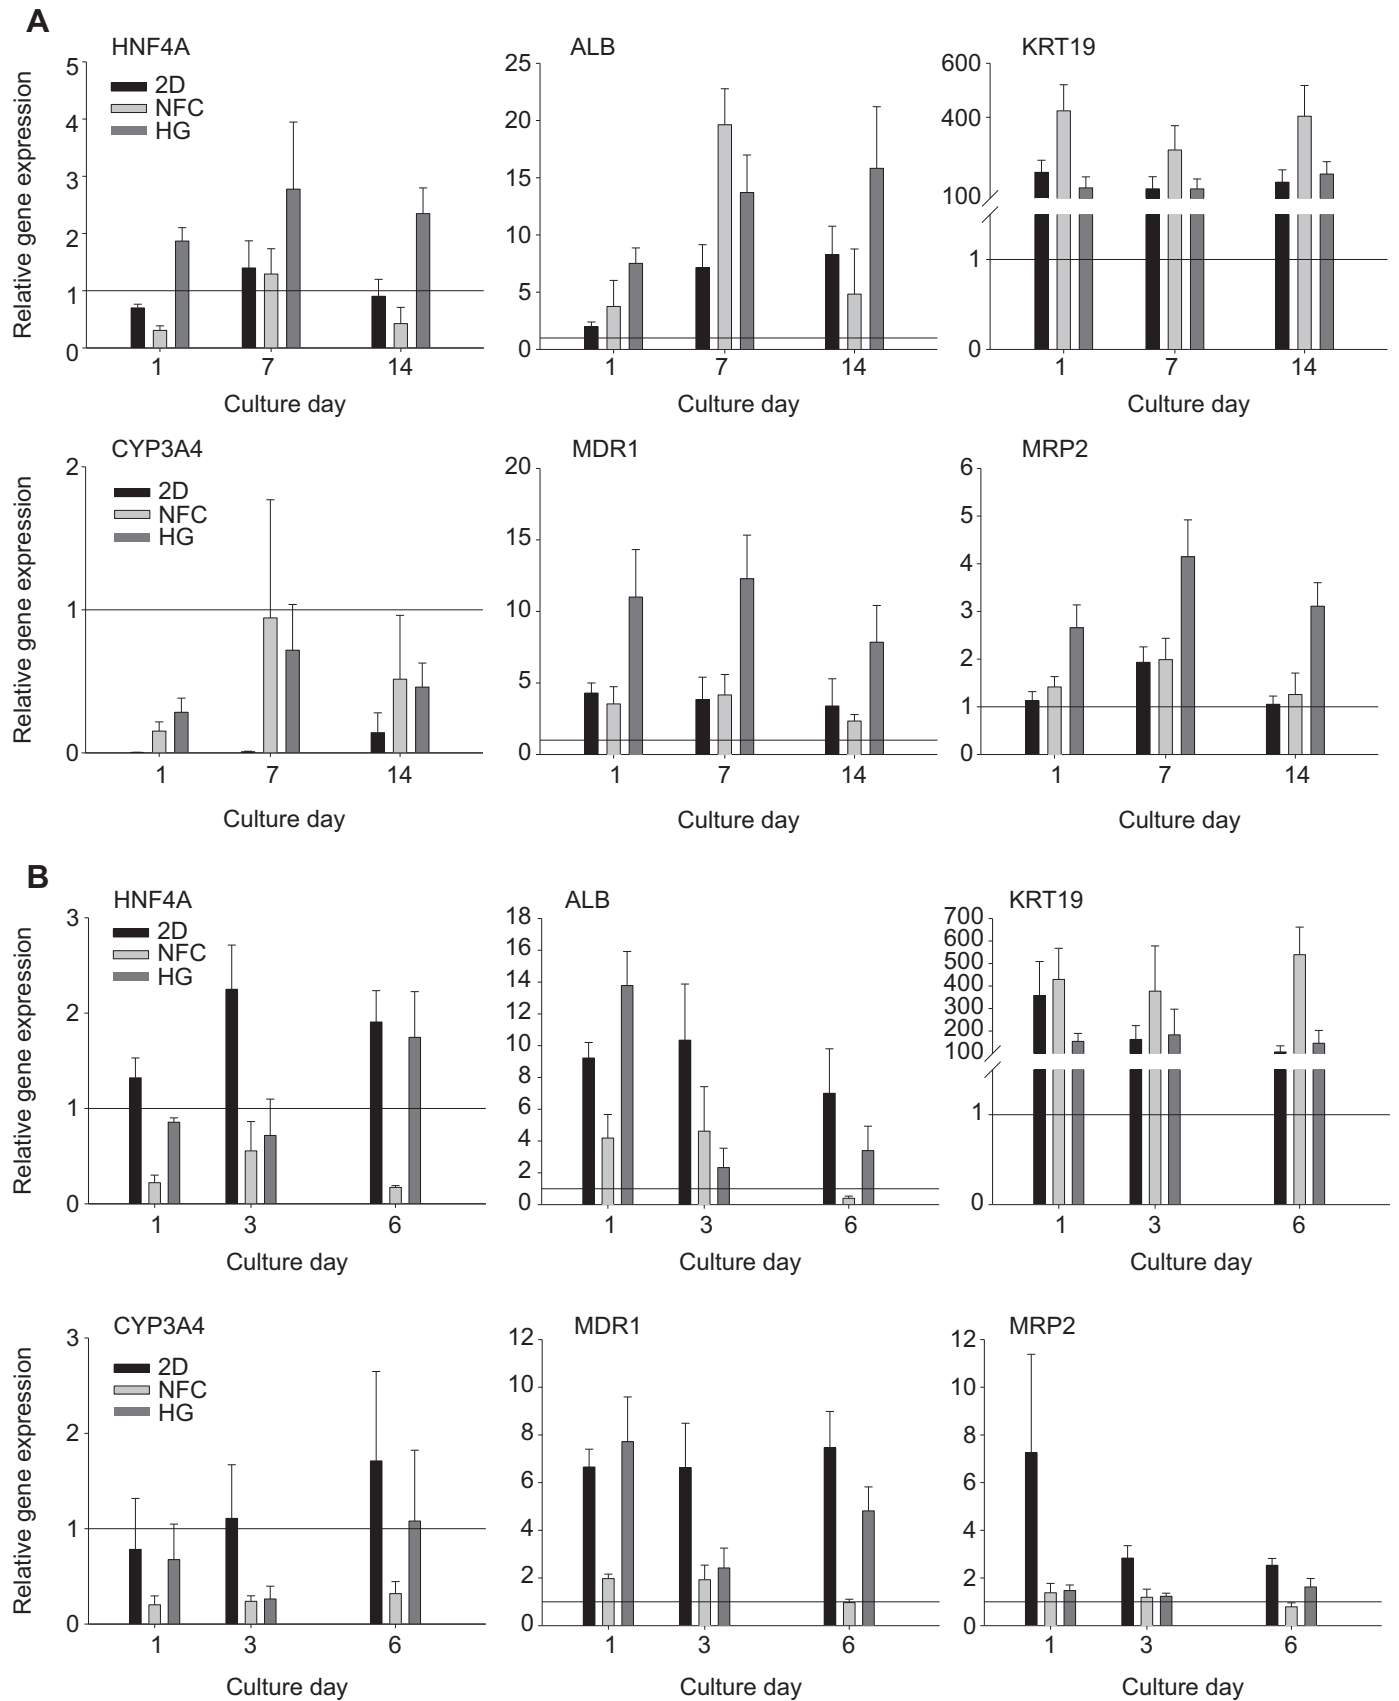 A
HNF4A
ALB
KRT19
Relative gene expression
5
4
3
2
1
0
2D
NFC
HG
1 7 14
Culture day
25
20
15
10
5
0
1 7 14
Culture day
600
400
100
1
0
1 7 14
Culture day
CYP3A4
MDR1
MRP2
Relative gene expression
2
1
0
2D
NFC
HG
1 7 14
Culture day
20
15
10
5
0
1 7 14
Culture day
6
5
4
3
2
1
0
1 7 14
Culture day
B
HNF4A
ALB
KRT19
Relative gene expression
3
2
1
0
2D
NFC
HG
1 3 6
Culture day
18
16
14
12
10
8
6
4
2
0
1 3 6
Culture day
700
600
500
400
300
200
100
1
0
1 3 6
Culture day
CYP3A4
MDR1
MRP2
Relative gene expression
3
2
1
0
2D
NFC
HG
1 3 6
Culture day
12
10
8
6
4
2
0
1 3 6
Culture day
12
10
8
6
4
2
0
1 3 6
Culture day